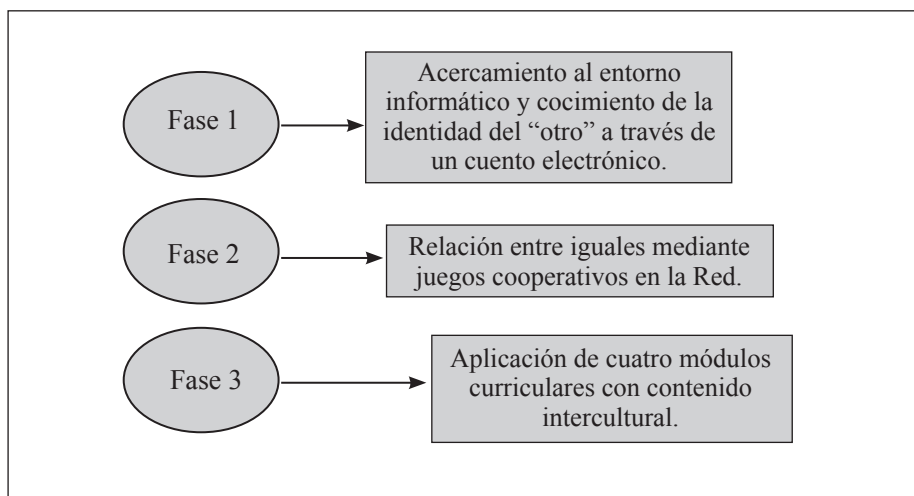 Fase 1
Acercamiento al entorno
informático y cocimiento de la
identidad del “otro” a través de
un cuento electrónico.
Fase 2
Relación entre iguales mediante
juegos cooperativos en la Red.
Fase 3
Aplicación de cuatro módulos
curriculares con contenido
intercultural.